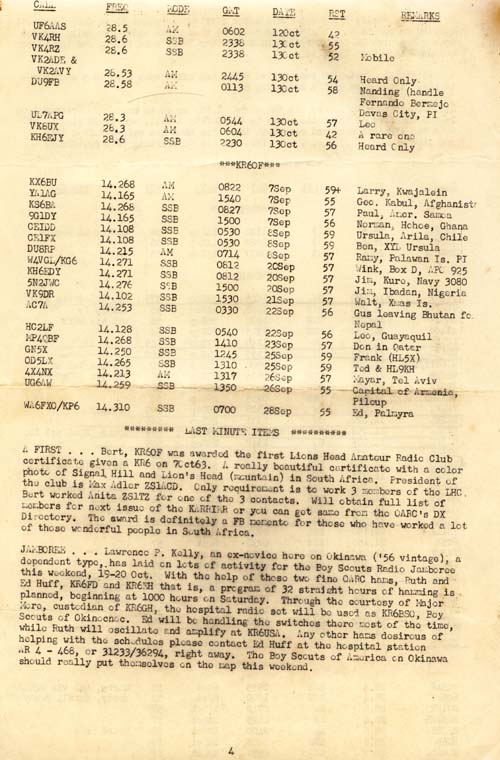 CALL FREQ MODE GMT DATE RST REMARKS
UF6AAS 28.5 AM 0602 12Oct 42
VK4RH 28.6 SSB 2338 13Oct 55
VK4RZ 28.6 SSB 2338 13Oct 52 Mobile
VK2ADE &
VK2AVY 28.53 AM 2445 13Oct 54 Heard Only
DU9FB 28.58 AM 0113 13Oct 58 Nanding (handle
Fernando Bermejo
Davas City, PI
UL7APG 28.3 AM 0544 13Oct 57 Leo
VK8UX 28.3 AM 0604 13Oct 42 A rare one
KH6EJY 28.6 SSB 2230 13Oct 56 Heard Only
***KR6OF***
KX6BU 14.268 AM 0822 7Sep 59+ Larry, Kwajalein
YA1AG 14.165 AM 1540 7Sep 55 Geo. Kabul, Afghanist
KS6BA 14.268 SSB 0827 7Sep 57 Paul, Amer. Samoa
9G1DY 14.165 SSB 1500 7Sep 56 Norman, Hohoe, Ghana
CE1DD 14.108 SSB 0530 8Sep 59 Ursula, Arila, Chile
CE1FX 14.108 SSB 0530 8Sep 59 Ben, XYL Ursula
DU8RP 14.215 AM 0714 8Sep 57 Ramy, Palawan Is. PI
W4VCL/KG6 14.271 SSB 0812 20Sep 57 Wink, Box D, APO 925
KH6EDY 14.271 SSB 0812 20Sep 57 Jim, Kuro, Navy 3080
5N2JWC 14.276 SSB 1500 20Sep 57 Jim, Ibadan, Nigeria
VK9DR 14.102 SSB 1530 21Sep 57 Walt, Xmas Is.
AC7A 14.253 SSB 0330 22Sep 56 Gus leaving Bhutan fo
Nepal
HC2LF 14.128 SSB 0540 22Sep 56 Leo, Guayaquil
MP4QBF 14.268 SSB 1410 23Sep 57 Don in Qatar
GN5X 14.250 SSB 1245 25Sep 59 Frank (HL5X)
OD5LX 14.265 SSB 1310 25Sep 59 Ted & HL9KH
4X4NX 14.213 AM 1317 26Sep 57 Mayar, Tel Aviv
UG6AW 14.259 SSB 1350 26Sep 55 Capital of Armenia,
Piloup
WA6FXO/KP6 14.310 SSB 0700 28Sep 55 Ed, Palmyra
********* LAST MINUTE ITEMS *********
A FIRST . . . Bert, KR6OF was awarded the first Lions Head Amateur Radio Club
certificate given a KR6 on 7Oct63. A really beautiful certificate with a color
photo of Signal Hill and Lion's Head (mountain) in South Africa. President of
the club is Max Adler ZS1ACD. Only requirement is to work 3 members of the LHC.
Bert worked Anita ZS1TZ for one of the 3 contacts. Will obtain full list of
members for next issue of the KARRIER or you can get same from the OARC's DX
Directory. The award is definitely a FB memento for those who have worked a lot
of those wonderful people in South Africa.
JAMBOREE . . . Lawrence P. Kelly, an ex-novice here on Okinawa ('56 vintage), a
dependent type, has laid on lots of activity for the Boy Scouts Radio Jamboree
this weekend, 19-20 Oct. With the help of those two fine OARC hams, Ruth and
Ed Huff, KR6FD and KR6EH that is, a program of 32 straight hours of hamming is
planned, beginning at 1000 hours on Saturday. Through the courtesy of Major
More, custodian of KR6GH, the hospital radio set will be used as KR6BSO, Boy
Scouts of Okinawa. Ed will be handling the switches there most of the time,
while Ruth will oscillate and amplify at KR6USA. Any other hams desirous of
helping with the schedules please contact Ed Huff at the hospital station
AR 4 - 466, or 31233/36294, right away. The Boy Scouts of America on Okinawa
should really put themselves on the map this weekend.
4